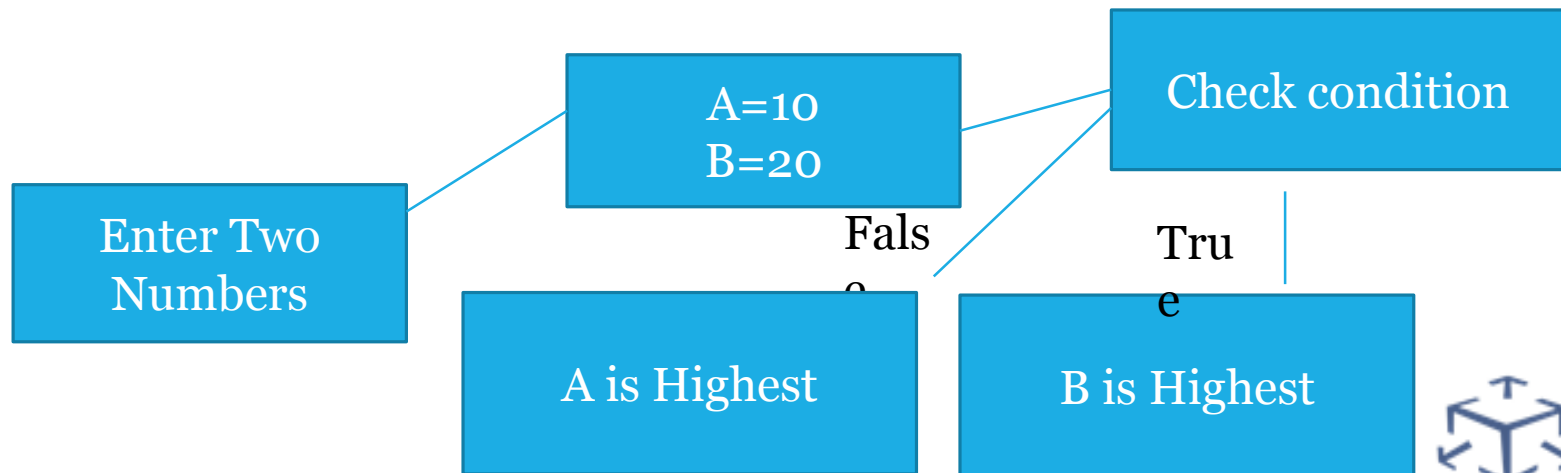 Enter Two
Numbers
A=10
B=20
Check condition
Fals
e
A is Highest
Tru
e
B is Highest